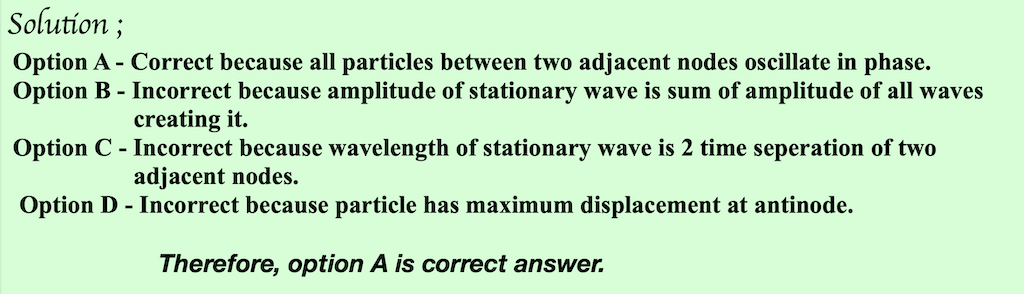 Solution ;
Option A - Correct because all particles between two adjacent nodes oscillate in phase.
Option B - Incorrect because amplitude of stationary wave is sum of amplitude of all waves
creating it.
Option C - Incorrect because wavelength of stationary wave is 2 time seperation of two
adjacent nodes.
Option D - Incorrect because particle has maximum displacement at antinode.
Therefore, option A is correct answer.